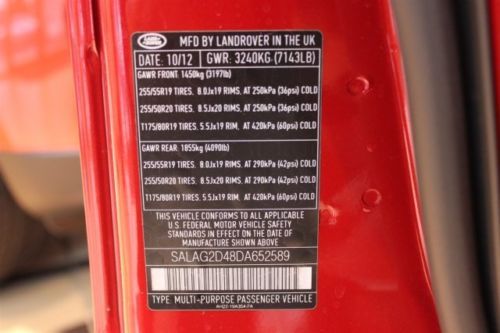 LAND ROVER
MFD BY LANDROVER IN THE UK
DATE: 10/12 GWR: 3240KG (7143LB)
GAWR FRONT: 1450kg (3197lb)
255/55R19 TIRES. 8.0Jx19 RIMS, AT 250kPa (36psi) COLD
255/50R20 TIRES. 8.5Jx20 RIMS, AT 250kPa (36psi) COLD
T175/80R19 TIRES. 5.5Jx19 RIM, AT 420kPa (60psi) COLD
GAWR REAR: 1855kg (4090lb)
255/55R19 TIRES. 8.0Jx19 RIMS, AT 290kPa (42psi) COLD
255/50R20 TIRES. 8.5Jx20 RIMS, AT 290kPa (42psi) COLD
T175/80R19 TIRES. 5.5Jx19 RIM, AT 420kPa (60psi) COLD
THIS VEHICLE CONFORMS TO ALL APPLICABLE
U.S. FEDERAL MOTOR VEHICLE SAFETY
STANDARDS IN EFFECT ON THE DATE OF
MANUFACTURE SHOWN ABOVE
SALAG2D48DA652589
TYPE: MULTI-PURPOSE PASSENGER VEHICLE